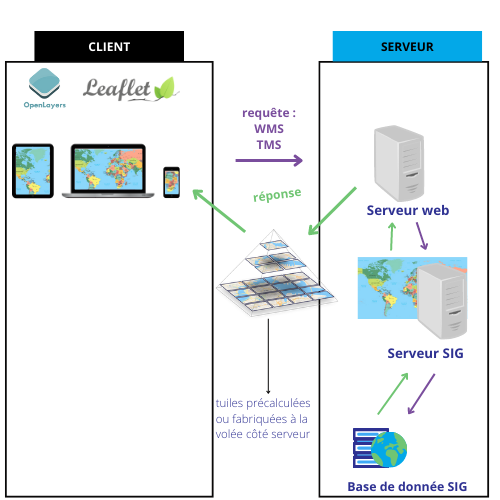 CLIENT
OpenLayers
Leaflet
requête :
WMS
TMS
réponse
tuiles précalculées
ou fabriquées à la
volée côté serveur
SERVEUR
Serveur web
Serveur SIG
Base de donnée SIG